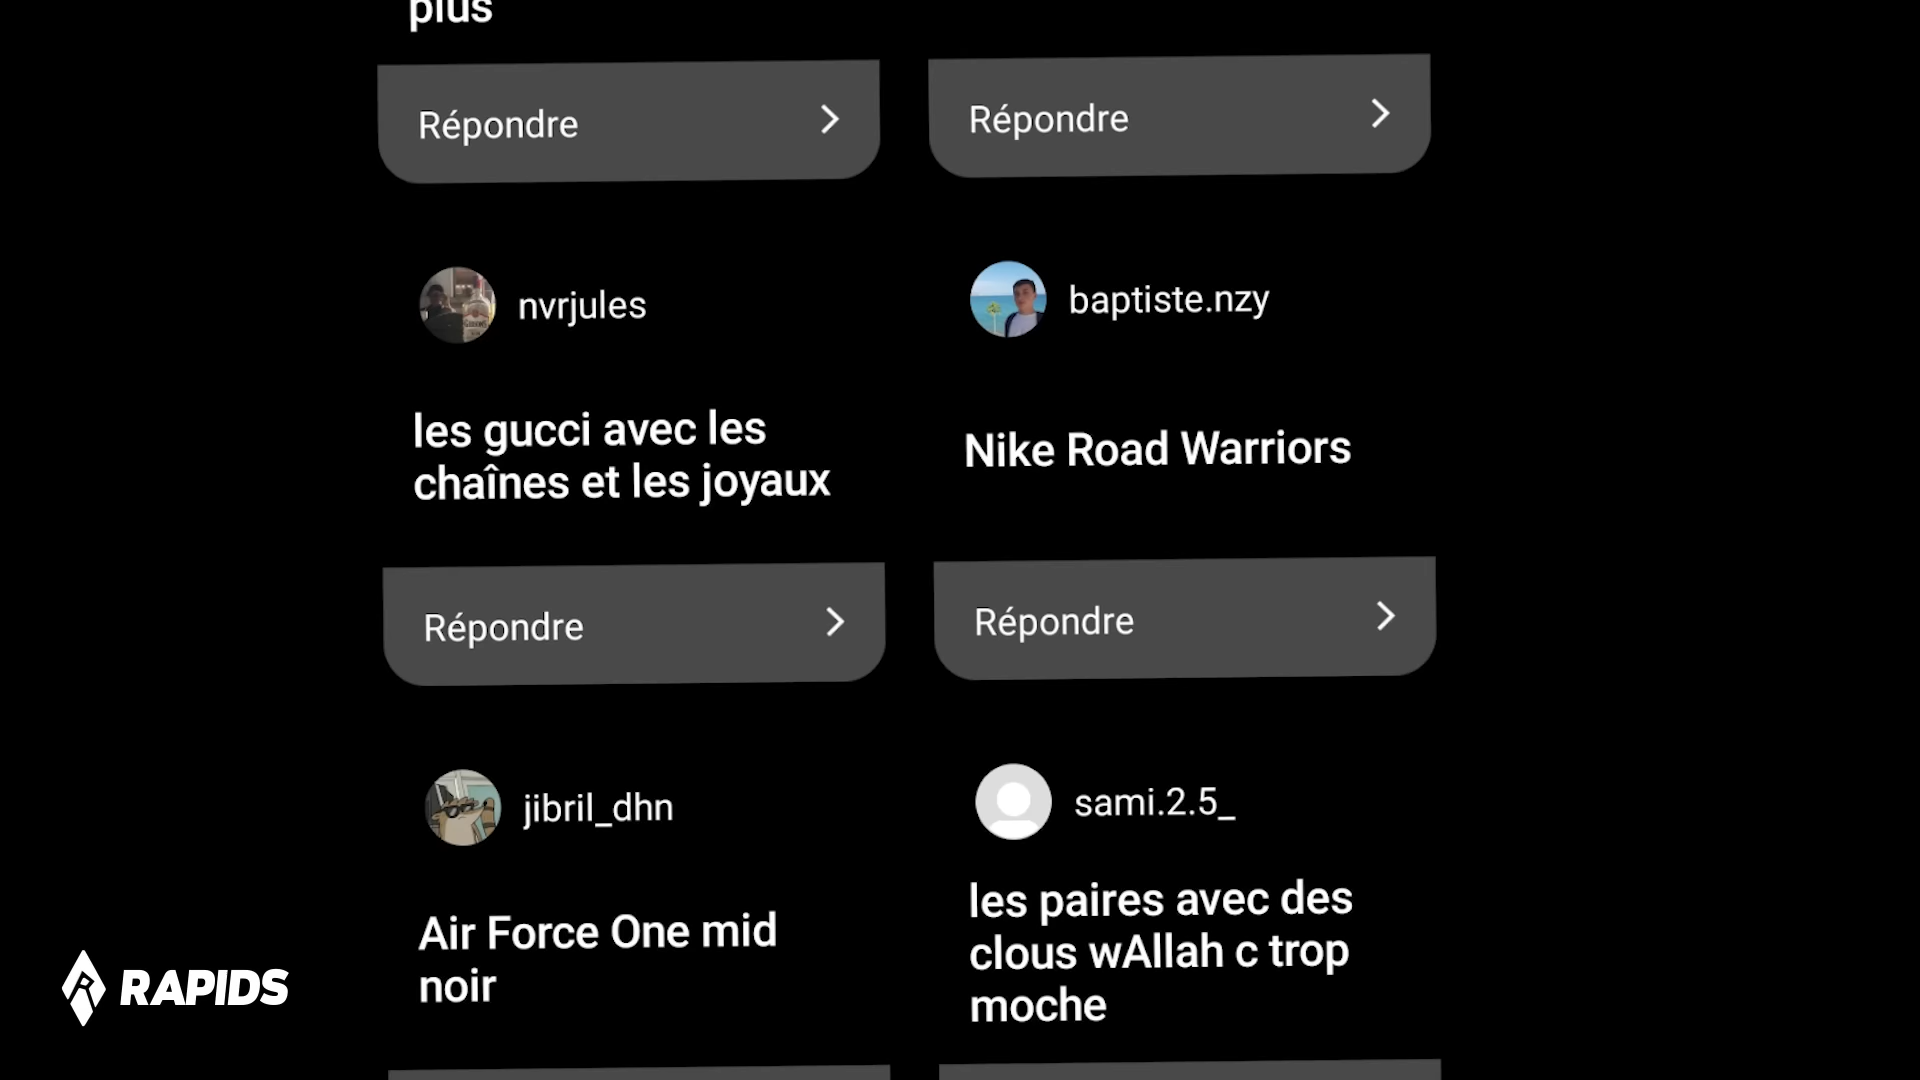 plus
Répondre
Répondre
nvrjules
les gucci avec les
chaînes et les joyaux
Répondre
baptiste.nzy
Nike Road Warriors
Répondre
jibril_dhn
Air Force One mid
noir
sami.2.5_
les paires avec des
clous wAllah c trop
moche
RAPIDS